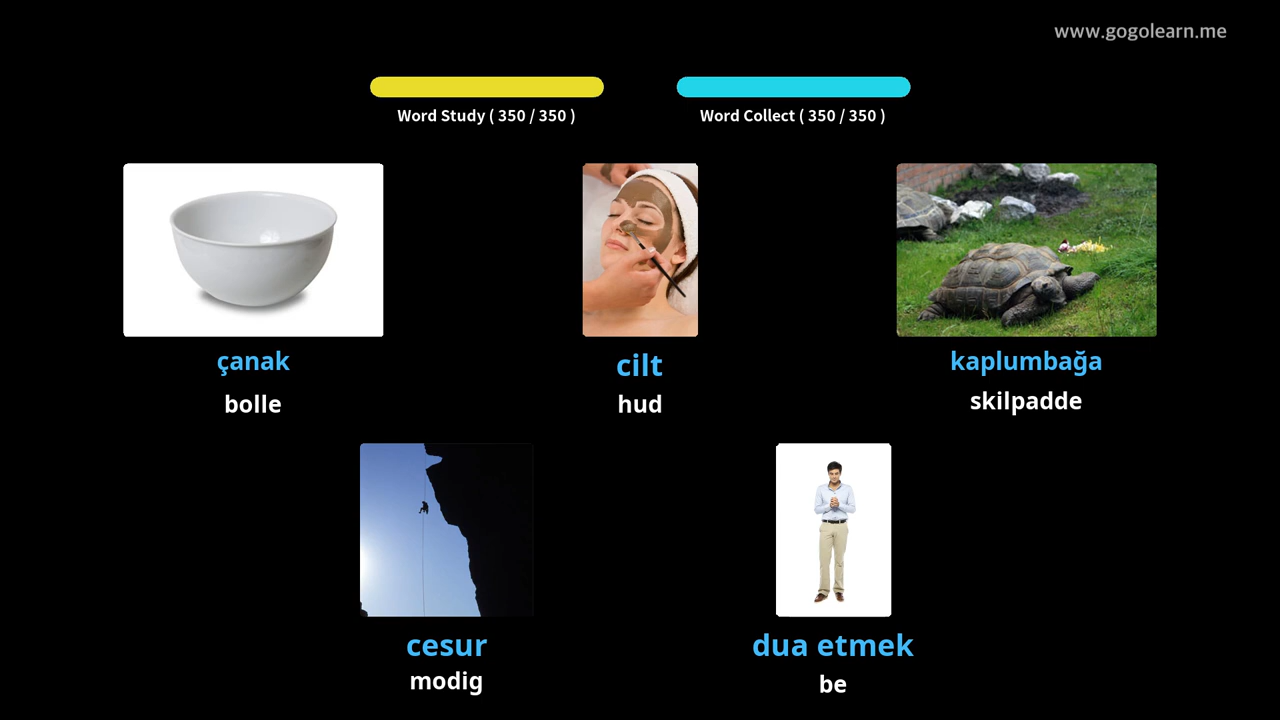 www.gogolearn.me
Word Study ( 350 / 350 )
Word Collect ( 350 / 350 )
çanak
bolle
cilt
hud
kaplumbağa
skilpadde
cesur
modig
dua etmek
be